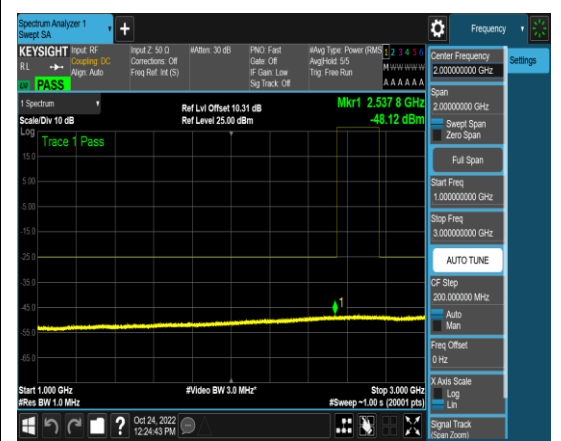 Spectrum Analyzer 1
Swept SA
+
Frequency
KEYSIGHT
RL
PASS
Input: RF
Coupling: DC
Align: Auto
Input Z: 50 Ω
Corrections: Off
Freq Ref: Int (S)
#Atten: 30 dB
PNO: Fast
Gate: Off
IF Gain: Low
Sig Track: Off
#Avg Type: Power (RMS
Avg|Hold: 5/5
Trig: Free Run
1 2 3 4 5 6
M W W W W W
A A A A A A
1 Spectrum
Scale/Div 10 dB
Ref Lvl Offset 10.31 dB
Ref Level 25.00 dBm
Mkr1 2.537 8 GHz
-48.12 dBm
Log
Trace 1 Pass
15.0
5.00
-5.00
-15.0
-25.0
-35.0
-45.0
-55.0
-65.0
1
Start 1.000 GHz
#Res BW 1.0 MHz
#Video BW 3.0 MHz*
Stop 3.000 GHz
#Sweep ~1.00 s (20001 pts)
Oct 24, 2022
12:24:43 PM
?
Center Frequency
2.000000000 GHz
Settings
Span
2.00000000 GHz
Swept Span
Zero Span
Full Span
Start Freq
1.000000000 GHz
Stop Freq
3.000000000 GHz
AUTO TUNE
CF Step
200.000000 MHz
Auto
Man
Freq Offset
0 Hz
X Axis Scale
Log
Lin
Signal Track
(Span Zoom)